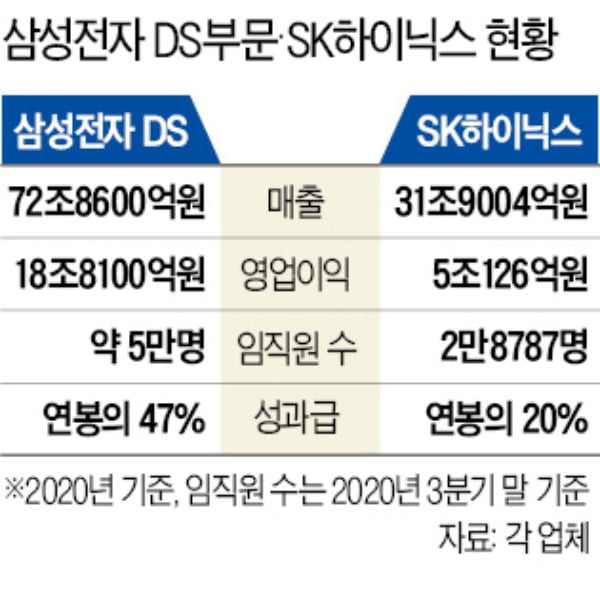 삼성전자 DS부문·SK하이닉스 현황
삼성전자 DS SK하이닉스
72조8600억원 매출 31조9004억원
18조8100억원 영업이익 5조126억원
약 5만명 임직원 수 2만8787명
연봉의 47% 성과급 연봉의 20%
※2020년 기준, 임직원 수는 2020년 3분기 말 기준
자료: 각 업체